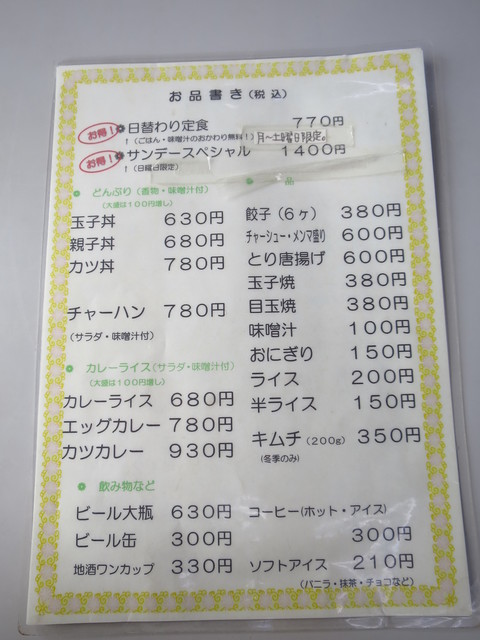 お品書き(税込)
お得! 日替わり定食 770円
!(ごはん・味噌汁のおかわり無料!) 月～土曜日限定。
お得! サンデースペシャル 1400円
!(日曜日限定)
どんぶり(香物・味噌汁付)
(大盛は100円増し)
玉子丼 630円
親子丼 680円
カツ丼 780円
チャーハン 780円
(サラダ・味噌汁付)
カレーライス(サラダ・味噌汁付)
(大盛は100円増し)
カレーライス 680円
エッグカレー 780円
カツカレー 930円
品
餃子(6ヶ) 380円
チャーシュー・メンマ盛り 600円
とり唐揚げ 600円
玉子焼 380円
目玉焼 380円
味噌汁 100円
おにぎり 150円
ライス 200円
半ライス 150円
キムチ(200g) 350円
(冬季のみ)
飲み物など
ビール大瓶 630円
ビール缶 300円
地酒ワンカップ 330円
コーヒー(ホット・アイス)
300円
ソフトアイス 210円
(バニラ・抹茶・チョコなど)